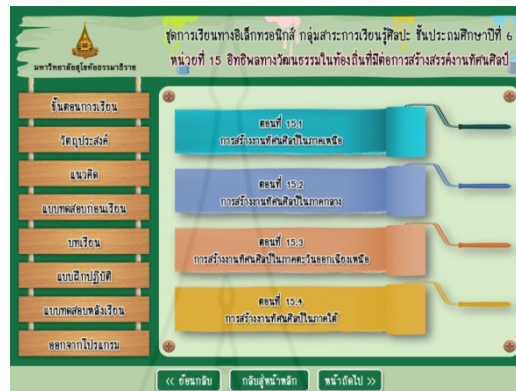 ชุดการเรียนทางอิเล็กทรอนิกส์ กลุ่มสาระการเรียนรู้ศิลปะ ชั้นประถมศึกษาปีที่ 6
หน่วยที่ 15 อิทธิพลทางวัฒนธรรมในท้องถิ่นที่มีต่อการสร้างสรรค์งานทัศนศิลป์
มหาวิทยาลัยสุโขทัยธรรมาธิราช
ขั้นตอนการเรียน
วัตถุประสงค์
แนวคิด
แบบทดสอบก่อนเรียน
บทเรียน
แบบฝึกปฏิบัติ
แบบทดสอบหลังเรียน
ออกจากโปรแกรม
ตอนที่ 15.1
การสร้างงานทัศนศิลป์ในภาคเหนือ
ตอนที่ 15.2
การสร้างงานทัศนศิลป์ในภาคกลาง
ตอนที่ 15.3
การสร้างงานทัศนศิลป์ในภาคตะวันออกเฉียงเหนือ
ตอนที่ 15.4
การสร้างงานทัศนศิลป์ในภาคใต้
<< ย้อนกลับ
กลับสู่หน้าหลัก
หน้าถัดไป >>